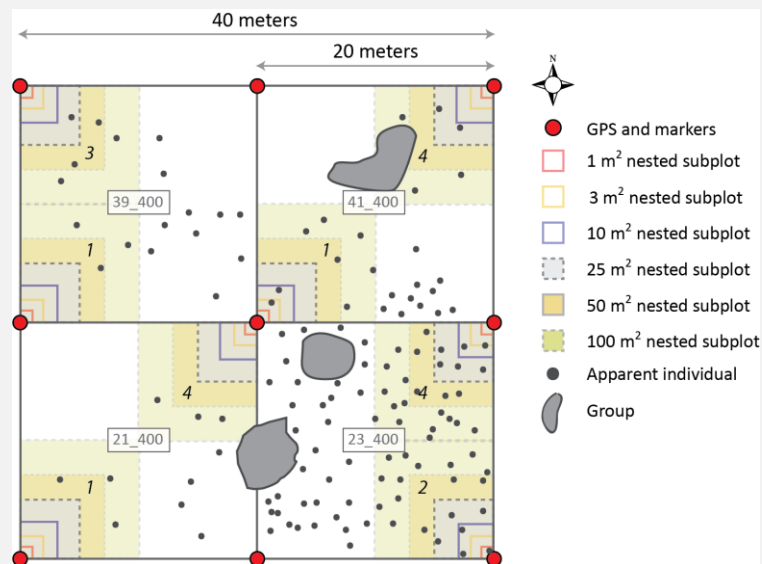 40 meters
20 meters
N
3
4
39_400
41_400
1
1
4
4
21_400
23_400
1
2
GPS and markers
1 m² nested subplot
3 m² nested subplot
10 m² nested subplot
25 m² nested subplot
50 m² nested subplot
100 m² nested subplot
Apparent individual
Group